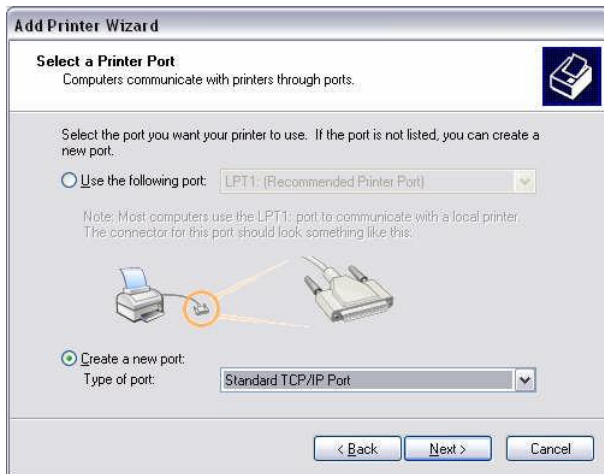 Add Printer Wizard
Select a Printer Port
Computers communicate with printers through ports.
Select the port you want your printer to use. If the port is not listed, you can create a
new port.
Use the following port: LPT1: (Recommended Printer Port)
Note: Most computers use the LPT1: port to communicate with a local printer.
The connector for this port should look something like this:
Create a new port:
Type of port: Standard TCP/IP Port
< Back Next > Cancel